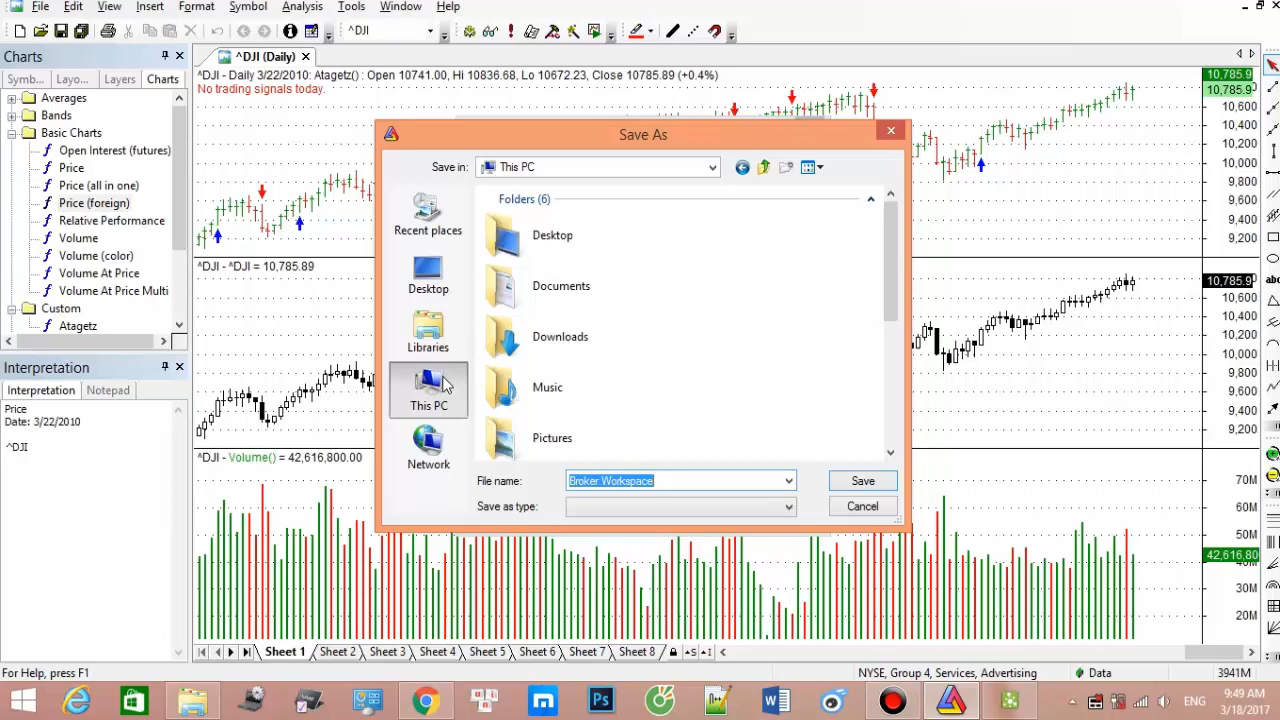 File Edit View Insert Format Symbol Analysis Tools Window Help
^DJI
Charts
^DJI (Daily)
Symb... Layo... Layers Charts
Averages
Bands
Basic Charts
Open Interest (futures)
Price
Price (all in one)
Price (foreign)
Relative Performance
Volume
Volume (color)
Volume At Price
Volume At Price Multi
Custom
Atagetz
Interpretation
Interpretation Notepad
Price
Date: 3/22/2010
^DJI
^DJI - Daily 3/22/2010: Atagetz() : Open 10741.00, Hi 10836.68, Lo 10672.23, Close 10785.89 (+0.4%)
No trading signals today.
10,785.9
10,785.9
10,600
10,400
10,200
10,000
9,800
9,600
9,400
9,200
Save As
Save in: This PC
Recent places
Desktop
Libraries
This PC
Network
Folders (6)
Desktop
Documents
Downloads
Music
Pictures
File name: Broker Workspace Save
Save as type: Cancel
^DJI - ^DJI = 10,785.89
10,785.9
10,600
10,400
10,200
10,000
9,800
9,600
9,400
9,200
^DJI - Volume() = 42,616,800.00
70M
60M
50M
42,616,80
40M
30M
20M
abc
Sheet 1 Sheet 2 Sheet 3 Sheet 4 Sheet 5 Sheet 6 Sheet 7 Sheet 8
For Help, press F1
NYSE, Group 4, Services, Advertising Data 3941M
ENG
9:49 AM
3/18/2017